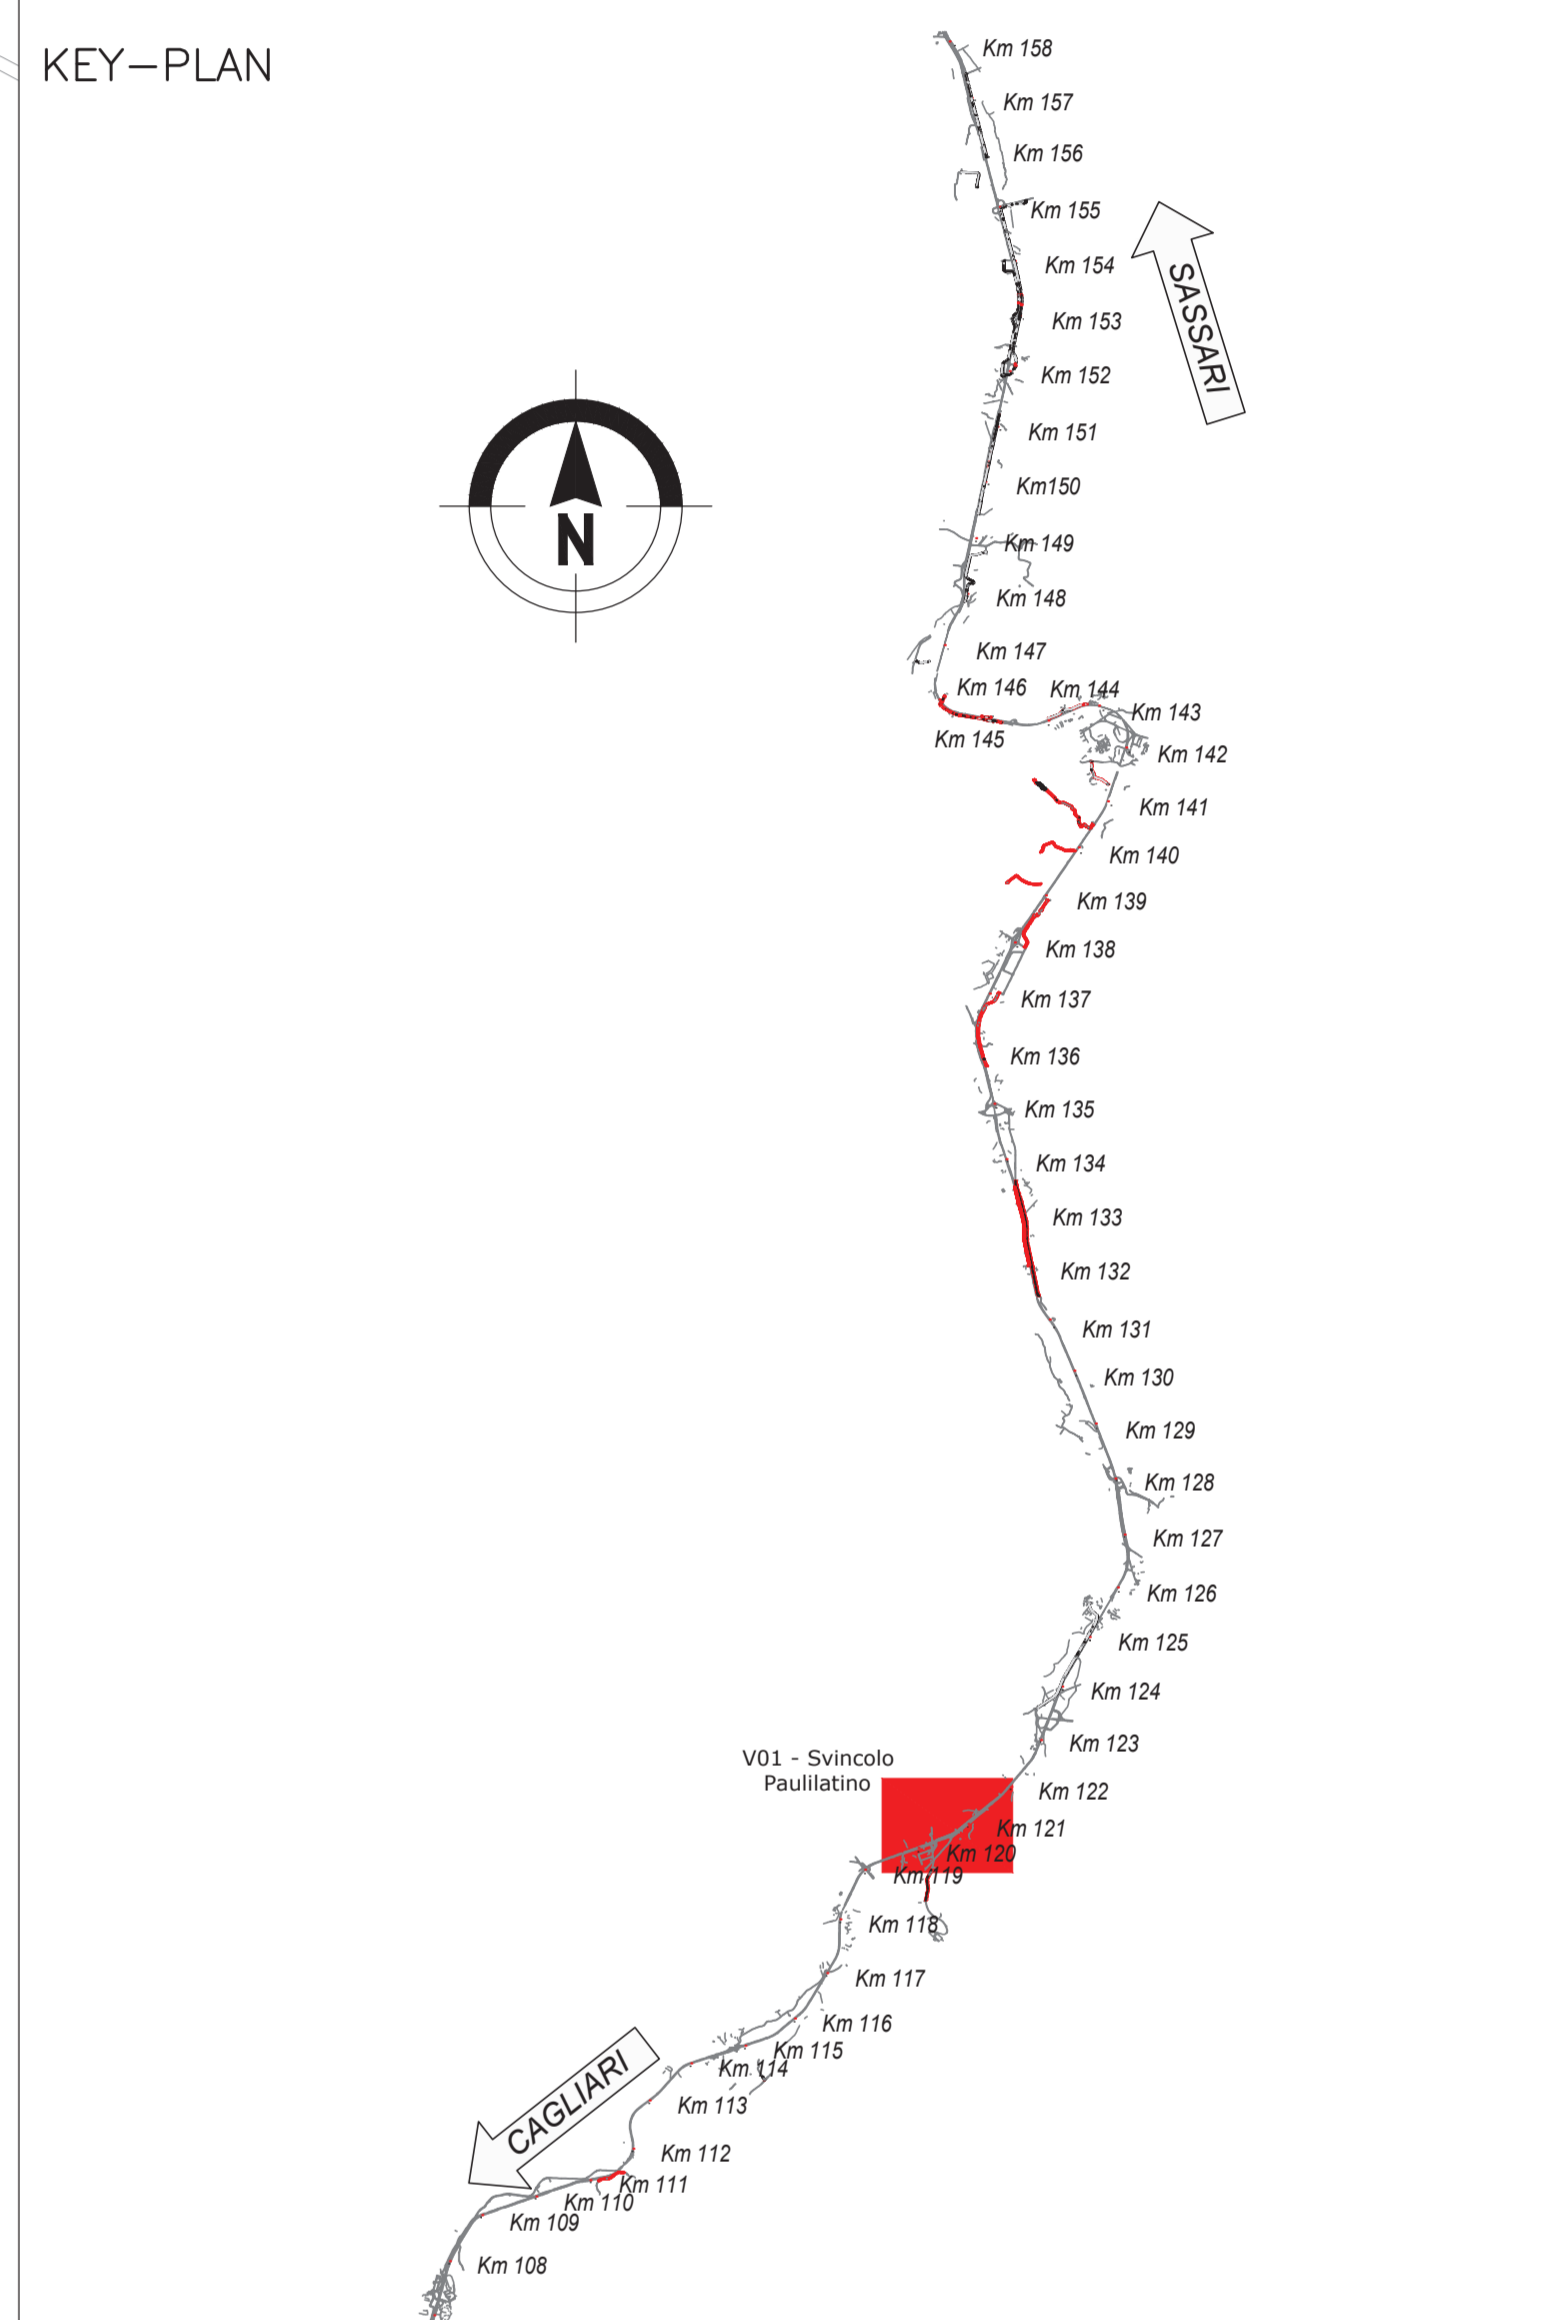 KEY-PLAN
Km 158
Km 157
Km 156
Km 155
Km 154
SASSARI
Km 153
Km 152
Km 151
Km150
N
Km 149
Km 148
Km 147
Km 146
Km 144
Km 143
Km 145
Km 142
Km 141
Km 140
Km 139
Km 138
Km 137
Km 136
Km 135
Km 134
Km 133
Km 132
Km 131
Km 130
Km 129
Km 128
Km 127
Km 126
Km 125
Km 124
Km 123
V01 - Svincolo
Paulilatino
Km 122
Km 121
Km 120
Km 119
Km 118
Km 117
Km 116
Km 115
Km 114
CAGLIARI
Km 113
Km 112
Km 111
Km 110
Km 109
Km 108